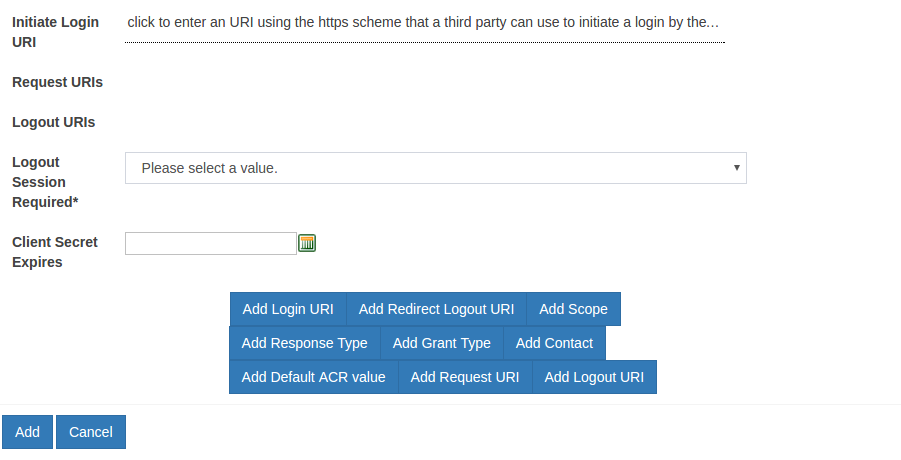 Initiate Login URI
click to enter an URI using the https scheme that a third party can use to initiate a login by the...
Request URIs
Logout URIs
Logout Session Required*
Please select a value.
Client Secret Expires
Add Login URI Add Redirect Logout URI Add Scope
Add Response Type Add Grant Type Add Contact
Add Default ACR value Add Request URI Add Logout URI
Add Cancel